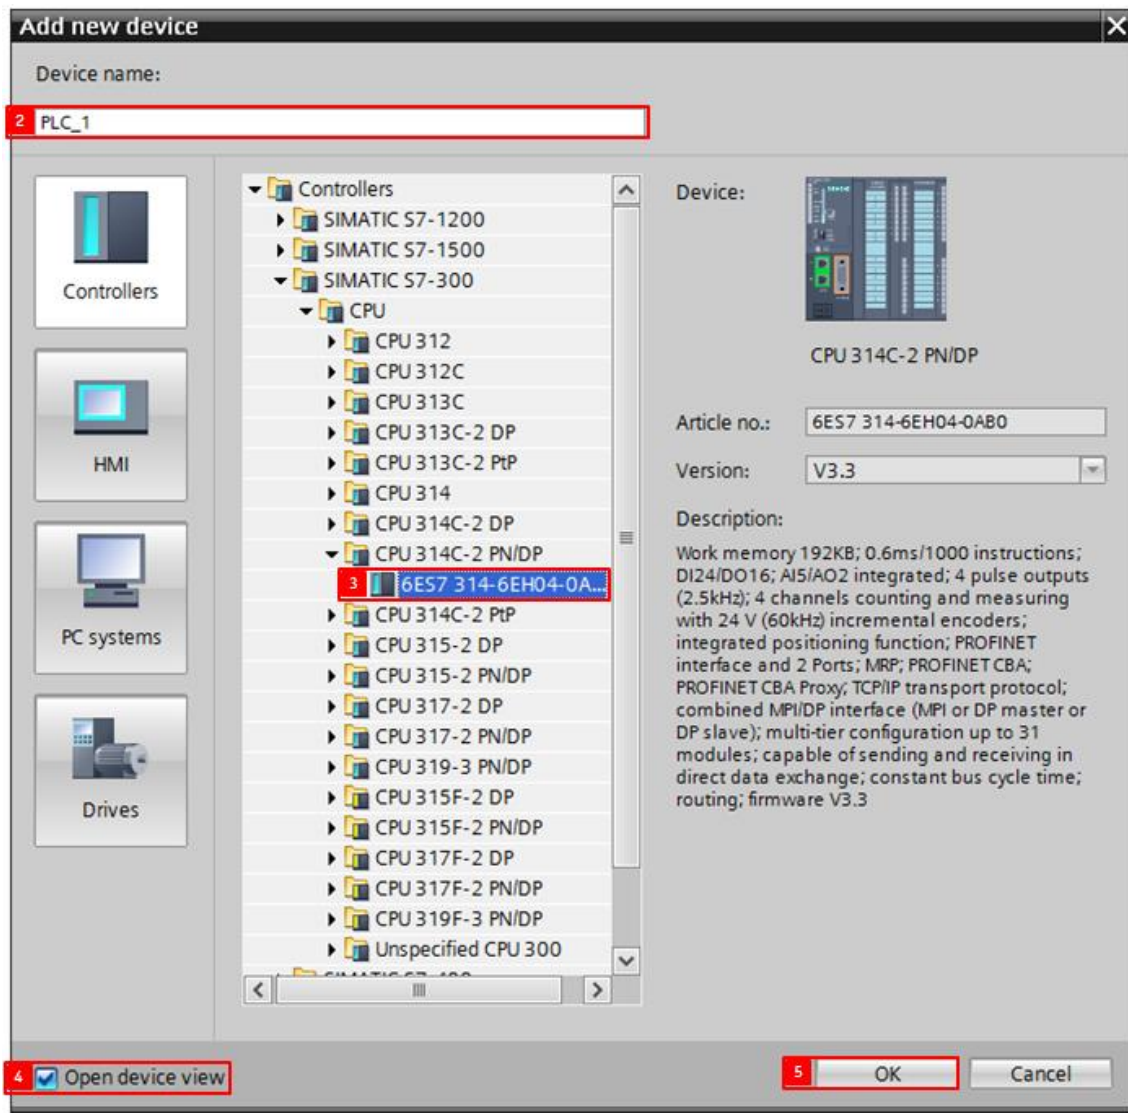 Add new device
Device name:
2 PLC_1
Controllers
HMI
PC systems
Drives
Controllers
SIMATIC S7-1200
SIMATIC S7-1500
SIMATIC S7-300
CPU
CPU 312
CPU 312C
CPU 313C
CPU 313C-2 DP
CPU 313C-2 PtP
CPU 314
CPU 314C-2 DP
CPU 314C-2 PN/DP
3 6ES7 314-6EH04-0A...
CPU 314C-2 PtP
CPU 315-2 DP
CPU 315-2 PN/DP
CPU 317-2 DP
CPU 317-2 PN/DP
CPU 319-3 PN/DP
CPU 315F-2 DP
CPU 315F-2 PN/DP
CPU 317F-2 DP
CPU 317F-2 PN/DP
CPU 319F-3 PN/DP
Unspecified CPU 300
SIMATIC S7-400
Device:
CPU 314C-2 PN/DP
Article no.: 6ES7 314-6EH04-0AB0
Version: V3.3
Description:
Work memory 192KB; 0.6ms/1000 instructions;
DI24/DO16; AI5/AO2 integrated; 4 pulse outputs
(2.5kHz); 4 channels counting and measuring
with 24 V (60kHz) incremental encoders;
integrated positioning function; PROFINET
interface and 2 Ports; MRP; PROFINET CBA;
PROFINET CBA Proxy; TCP/IP transport protocol;
combined MPI/DP interface (MPI or DP master or
DP slave); multi-tier configuration up to 31
modules; capable of sending and receiving in
direct data exchange; constant bus cycle time;
routing; firmware V3.3
4 Open device view
5 OK
Cancel